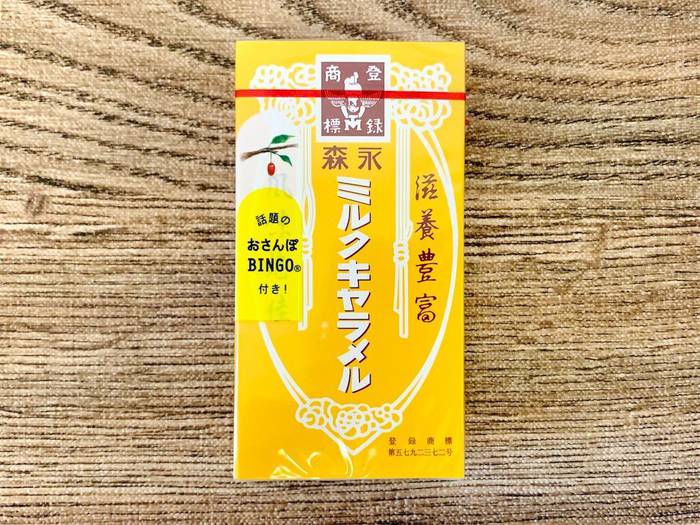 登録
商標
森永
ミルクキャラメル
滋養豊富
話題の
おさんぽ
BINGO®
付き!
佳
登録商標
第五七九二三七二号